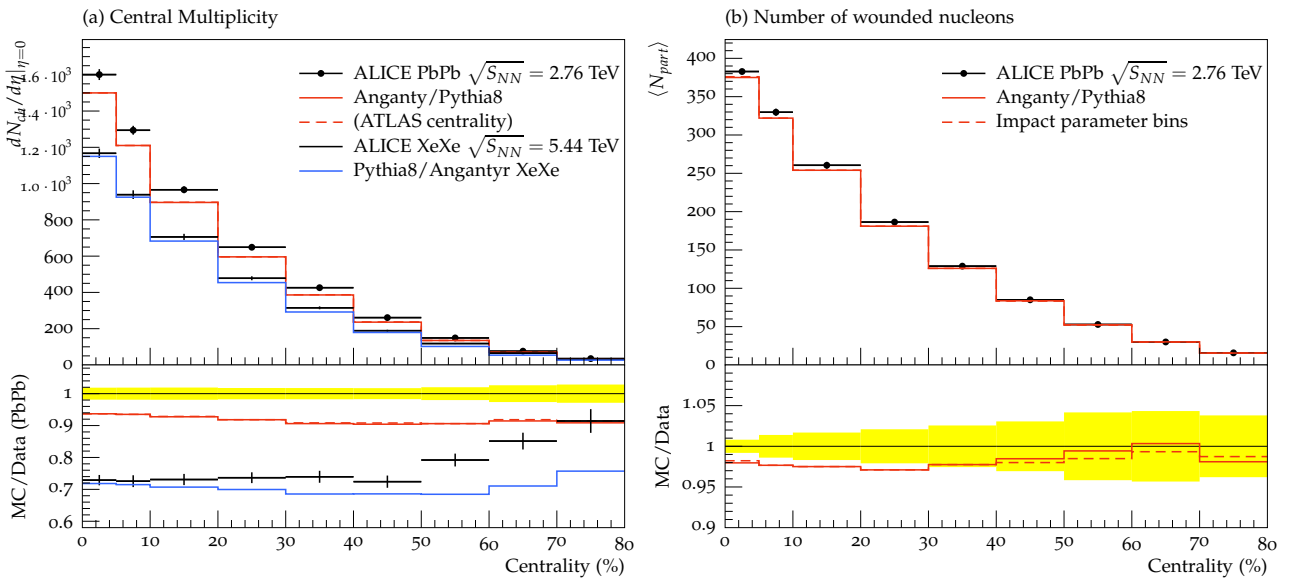 (a) Central Multiplicity
dN_ch/dη|η=0
1.6 · 10³
1.4 · 10³
1.2 · 10³
1.0 · 10³
800
600
400
200
0
ALICE PbPb √S_NN = 2.76 TeV
Anganty/Pythia8
(ATLAS centrality)
ALICE XeXe √S_NN = 5.44 TeV
Pythia8/Angantyr XeXe
MC/Data (PbPb)
1
0.9
0.8
0.7
0.6
0 10 20 30 40 50 60 70 80
Centrality (%)
(b) Number of wounded nucleons
⟨N_part⟩
400
350
300
250
200
150
100
50
0
ALICE PbPb √S_NN = 2.76 TeV
Anganty/Pythia8
Impact parameter bins
MC/Data
1.05
1
0.95
0.9
0 10 20 30 40 50 60 70 80
Centrality (%)